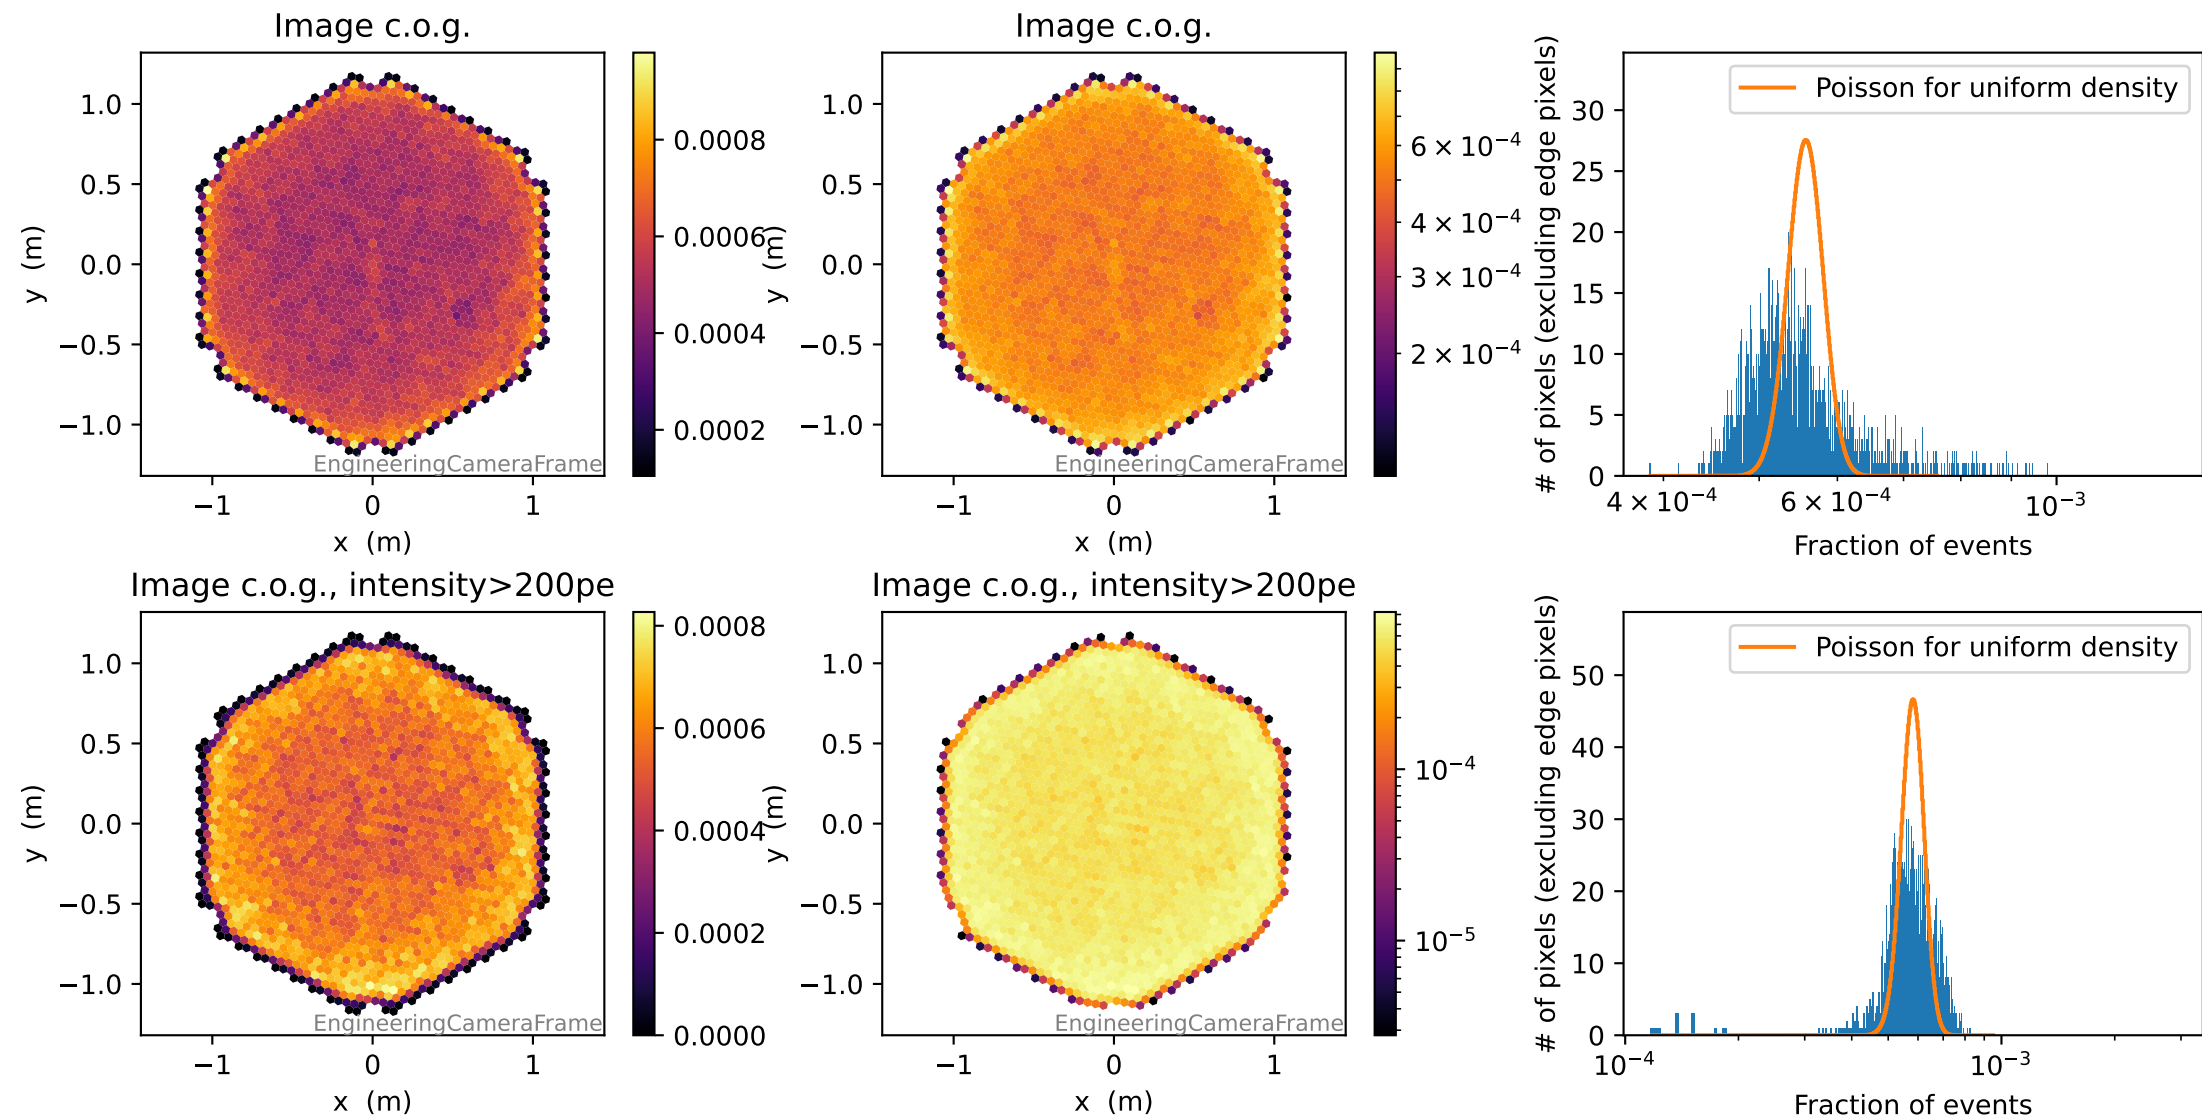 Image c.o.g.
1.0
0.5
0.0
−0.5
−1.0
y (m)
−1
0
1
x (m)
EngineeringCameraFrame
0.0008
0.0006
0.0004
0.0002
Image c.o.g.
1.0
0.5
0.0
−0.5
−1.0
y (m)
−1
0
1
x (m)
EngineeringCameraFrame
6 × 10⁻⁴
4 × 10⁻⁴
3 × 10⁻⁴
2 × 10⁻⁴
Poisson for uniform density
# of pixels (excluding edge pixels)
30
25
20
15
10
5
0
4 × 10⁻⁴
6 × 10⁻⁴
10⁻³
Fraction of events
Image c.o.g., intensity>200pe
1.0
0.5
0.0
−0.5
−1.0
y (m)
−1
0
1
x (m)
EngineeringCameraFrame
0.0008
0.0006
0.0004
0.0002
0.0000
Image c.o.g., intensity>200pe
1.0
0.5
0.0
−0.5
−1.0
y (m)
−1
0
1
x (m)
EngineeringCameraFrame
10⁻⁴
10⁻⁵
Poisson for uniform density
# of pixels (excluding edge pixels)
50
40
30
20
10
0
10⁻⁴
10⁻³
Fraction of events